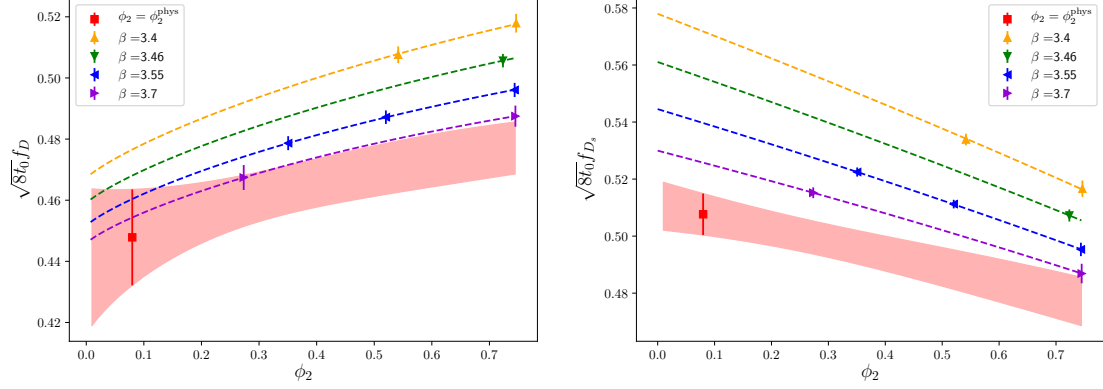 φ₂ = φ₂^phys
β = 3.4
β = 3.46
β = 3.55
β = 3.7
0.52
0.50
0.48
0.46
0.44
0.42
√8t₀f_D
0.0 0.1 0.2 0.3 0.4 0.5 0.6 0.7
φ₂
φ₂ = φ₂^phys
β = 3.4
β = 3.46
β = 3.55
β = 3.7
0.58
0.56
0.54
0.52
0.50
0.48
√8t₀f_{D_s}
0.0 0.1 0.2 0.3 0.4 0.5 0.6 0.7
φ₂